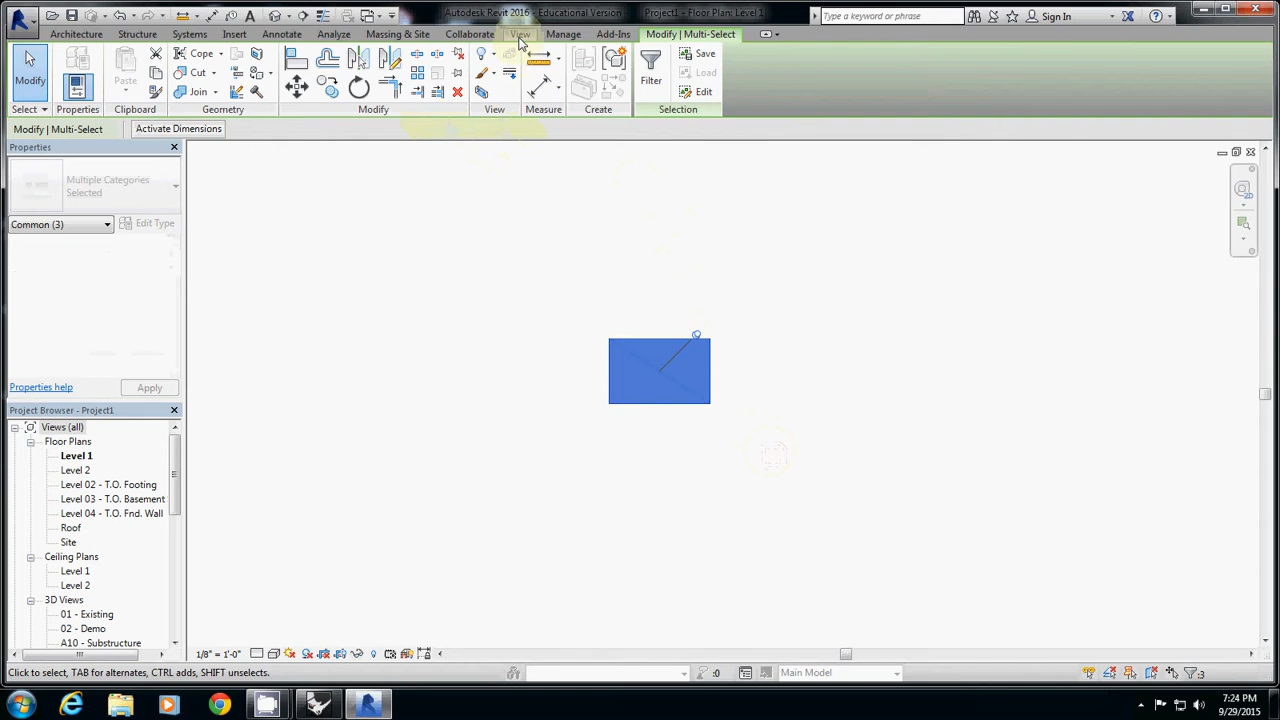 Autodesk Revit 2016 - Educational Version Project1 - Floor Plan: Level 1
Type a keyword or phrase
Sign In
Architecture Structure Systems Insert Annotate Analyze Massing & Site Collaborate View Manage Add-Ins Modify | Multi-Select
Modify
Paste
Cope
Cut
Join
Filter
Save
Load
Edit
Select Properties Clipboard Geometry Modify View Measure Create Selection
Modify | Multi-Select Activate Dimensions
Properties
Multiple Categories
Selected
Common (3) Edit Type
Properties help Apply
Project Browser - Project1
Views (all)
Floor Plans
Level 1
Level 2
Level 02 - T.O. Footing
Level 03 - T.O. Basement
Level 04 - T.O. Fnd. Wall
Roof
Site
Ceiling Plans
Level 1
Level 2
3D Views
01 - Existing
02 - Demo
A10 - Substructure
2D
1/8" = 1'-0"
Click to select, TAB for alternates, CTRL adds, SHIFT unselects.
:0
Main Model
:3
7:24 PM
9/29/2015